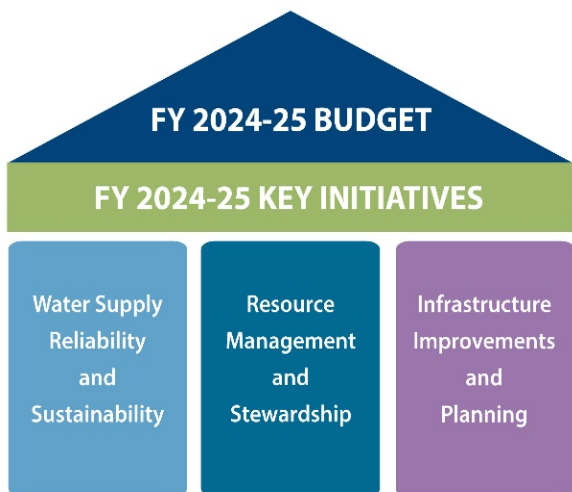 FY 2024-25 BUDGET
FY 2024-25 KEY INITIATIVES
Water Supply
Reliability
and
Sustainability
Resource
Management
and
Stewardship
Infrastructure
Improvements
and
Planning